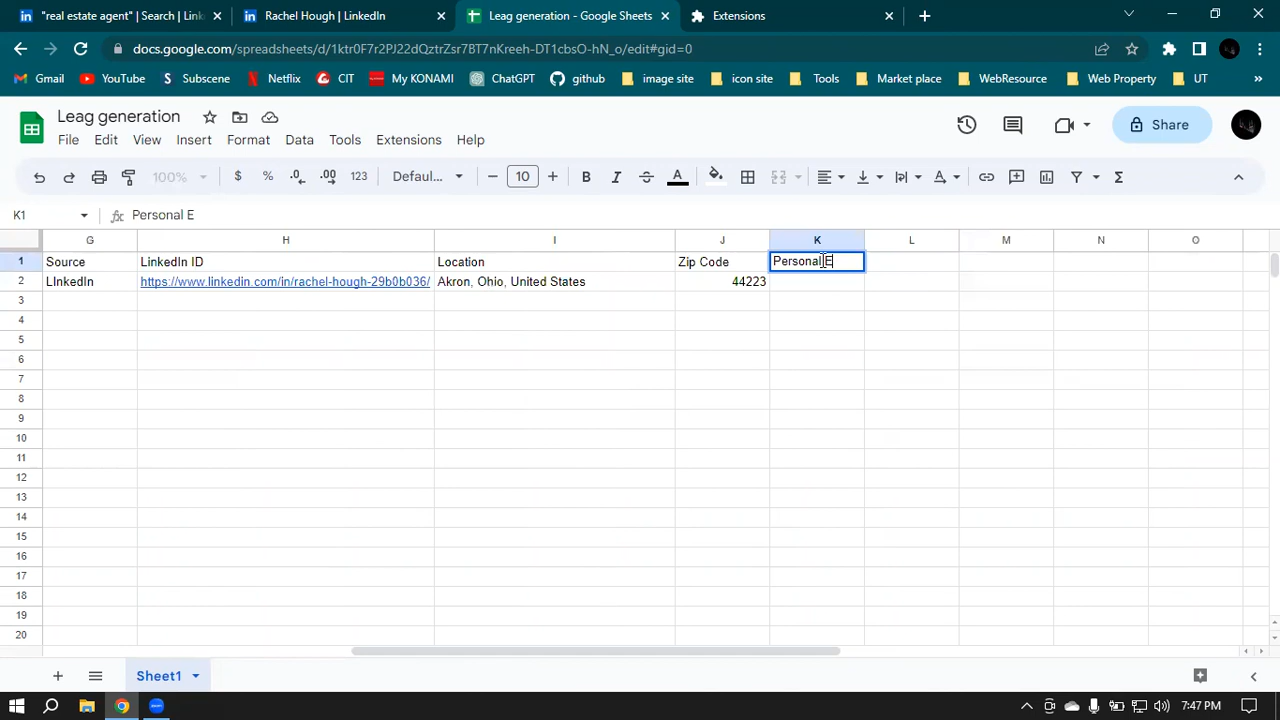 "real estate agent" | Search | Link
Rachel Hough | LinkedIn
Leag generation - Google Sheets
Extensions
docs.google.com/spreadsheets/d/1ktr0F7r2PJ22dQztrZsr7BT7nKreeh-DT1cbsO-hN_o/edit#gid=0
Gmail YouTube Subscene Netflix CIT My KONAMI ChatGPT github image site icon site Tools Market place WebResource Web Property UT »
Leag generation
File Edit View Insert Format Data Tools Extensions Help
Share
100% $ % .0 .00 123 Defaul... − 10 + B I A Σ
K1 fx Personal E
G H I J K L M N O
1 Source LinkedIn ID Location Zip Code Personal E
2 LInkedIn https://www.linkedin.com/in/rachel-hough-29b0b036/ Akron, Ohio, United States 44223
3
4
5
6
7
8
9
10
11
12
13
14
15
16
17
18
19
20
Sheet1
7:47 PM